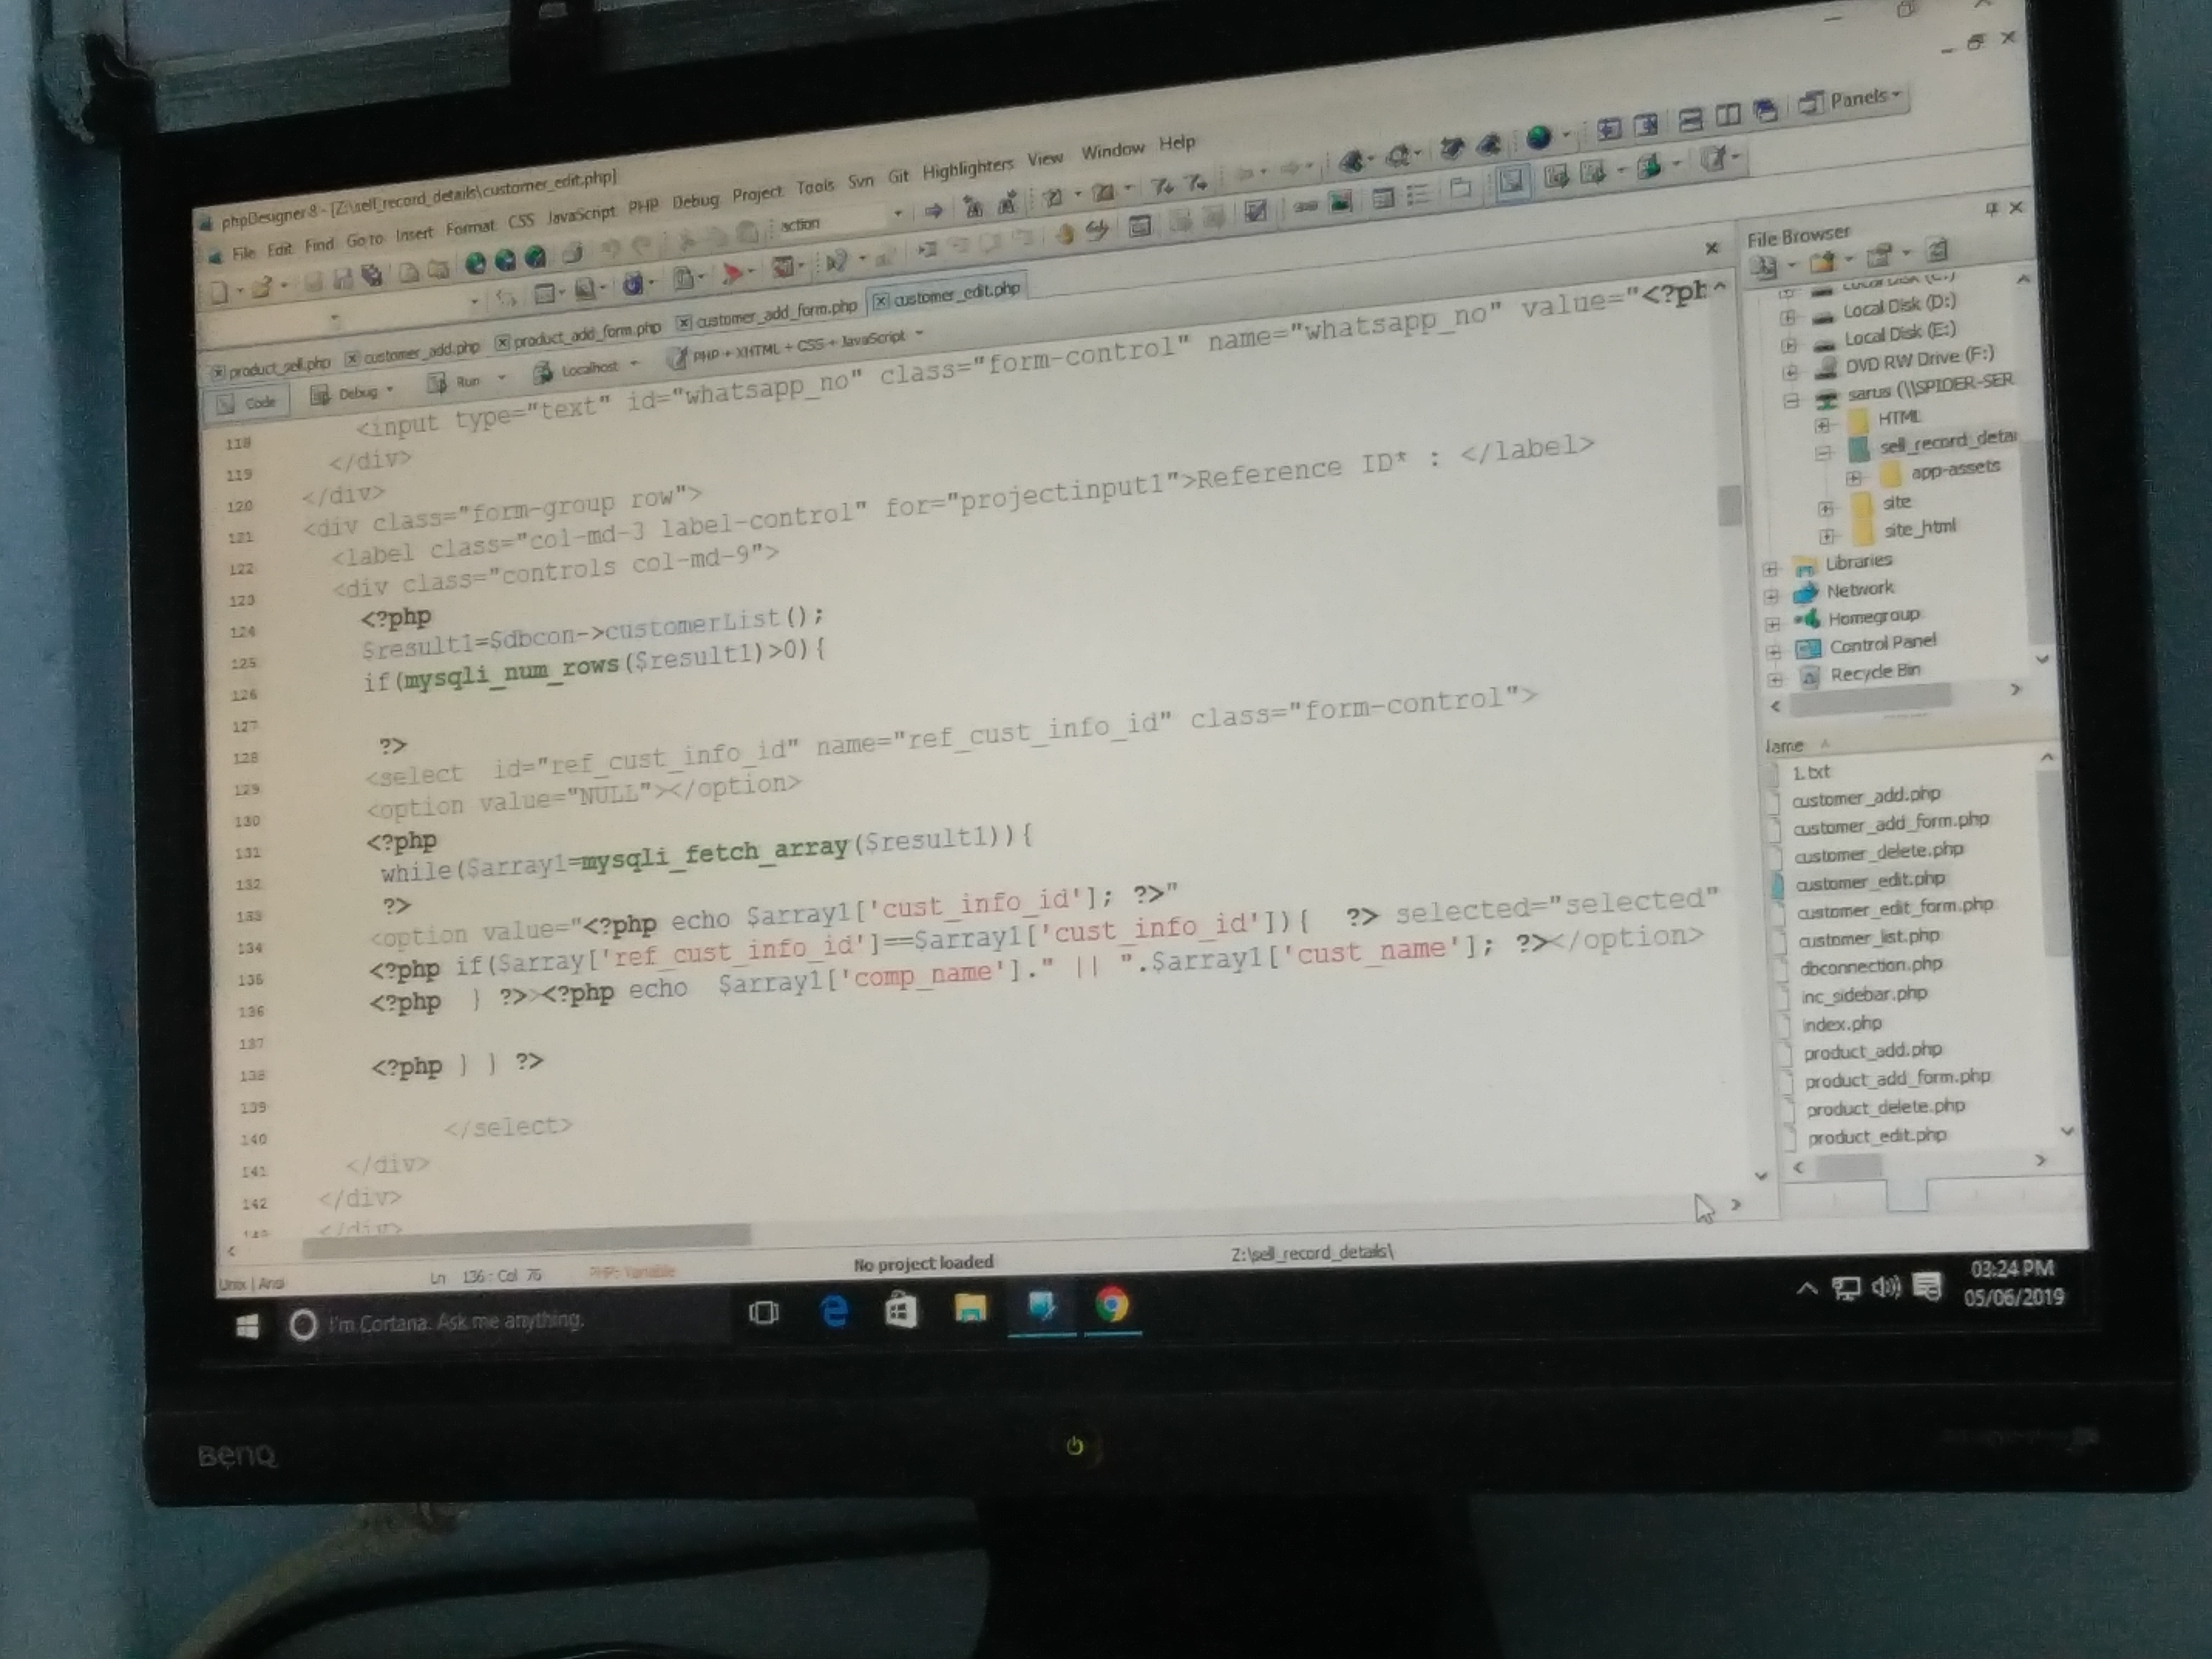 phpDesigner 8 - [Z:\sell_record_details\customer_edit.php]
File Edit Find Go to Insert Format CSS JavaScript PHP Debug Project Tools Svn Git Highlighters View Window Help
action
Panels
product_sell.php customer_add.php product_add_form.php customer_add_form.php customer_edit.php
Code Debug Run Localhost PHP + XHTML + CSS + JavaScript
118 <input type="text" id="whatsapp_no" class="form-control" name="whatsapp_no" value="<?ph
119 </div>
120 </div>
121 <div class="form-group row">
122 <label class="col-md-3 label-control" for="projectinput1">Reference ID* : </label>
123 <div class="controls col-md-9">
124 <?php
125 $result1=$dbcon->customerList();
126 if(mysqli_num_rows($result1)>0){
127
128 ?>
129 <select id="ref_cust_info_id" name="ref_cust_info_id" class="form-control">
130 <option value="NULL"></option>
131 <?php
132 while($array1=mysqli_fetch_array($result1)){
133 ?>
134 <option value="<?php echo $array1['cust_info_id']; ?>"
135 <?php if($array['ref_cust_info_id']==$array1['cust_info_id']){ ?> selected="selected"
136 <?php } ?>><?php echo $array1['comp_name']." || ".$array1['cust_name']; ?></option>
137
138 <?php } } ?>
139
140 </select>
141 </div>
142 </div>
</div>
Unix | Ansi
Ln 136 : Col 76
PHP: Variable
No project loaded
Z:\sell_record_details\
File Browser
Local Disk (C:)
Local Disk (D:)
Local Disk (E:)
DVD RW Drive (F:)
sarus (\\SPIDER-SER
HTML
sell_record_detai
app-assets
site
site_html
Libraries
Network
Homegroup
Control Panel
Recycle Bin
lame
1.txt
customer_add.php
customer_add_form.php
customer_delete.php
customer_edit.php
customer_edit_form.php
customer_list.php
dbconnection.php
inc_sidebar.php
index.php
product_add.php
product_add_form.php
product_delete.php
product_edit.php
I'm Cortana. Ask me anything.
03:24 PM
05/06/2019
BenQ